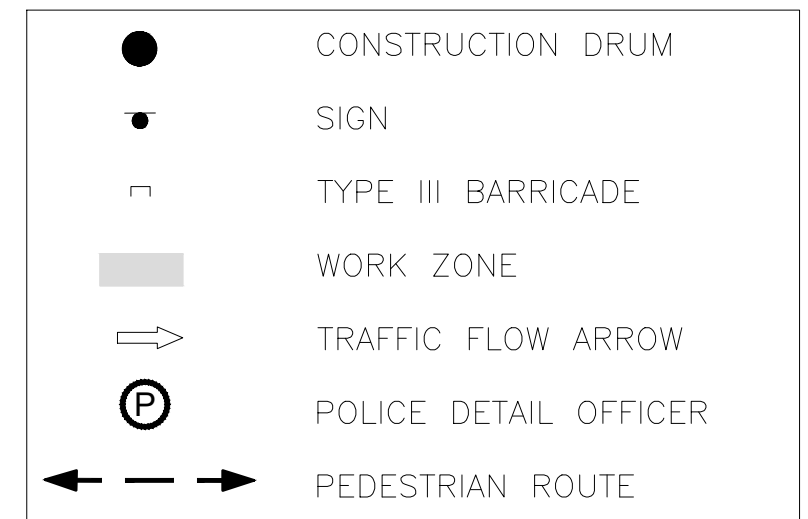 CONSTRUCTION DRUM
SIGN
TYPE III BARRICADE
WORK ZONE
TRAFFIC FLOW ARROW
P POLICE DETAIL OFFICER
PEDESTRIAN ROUTE